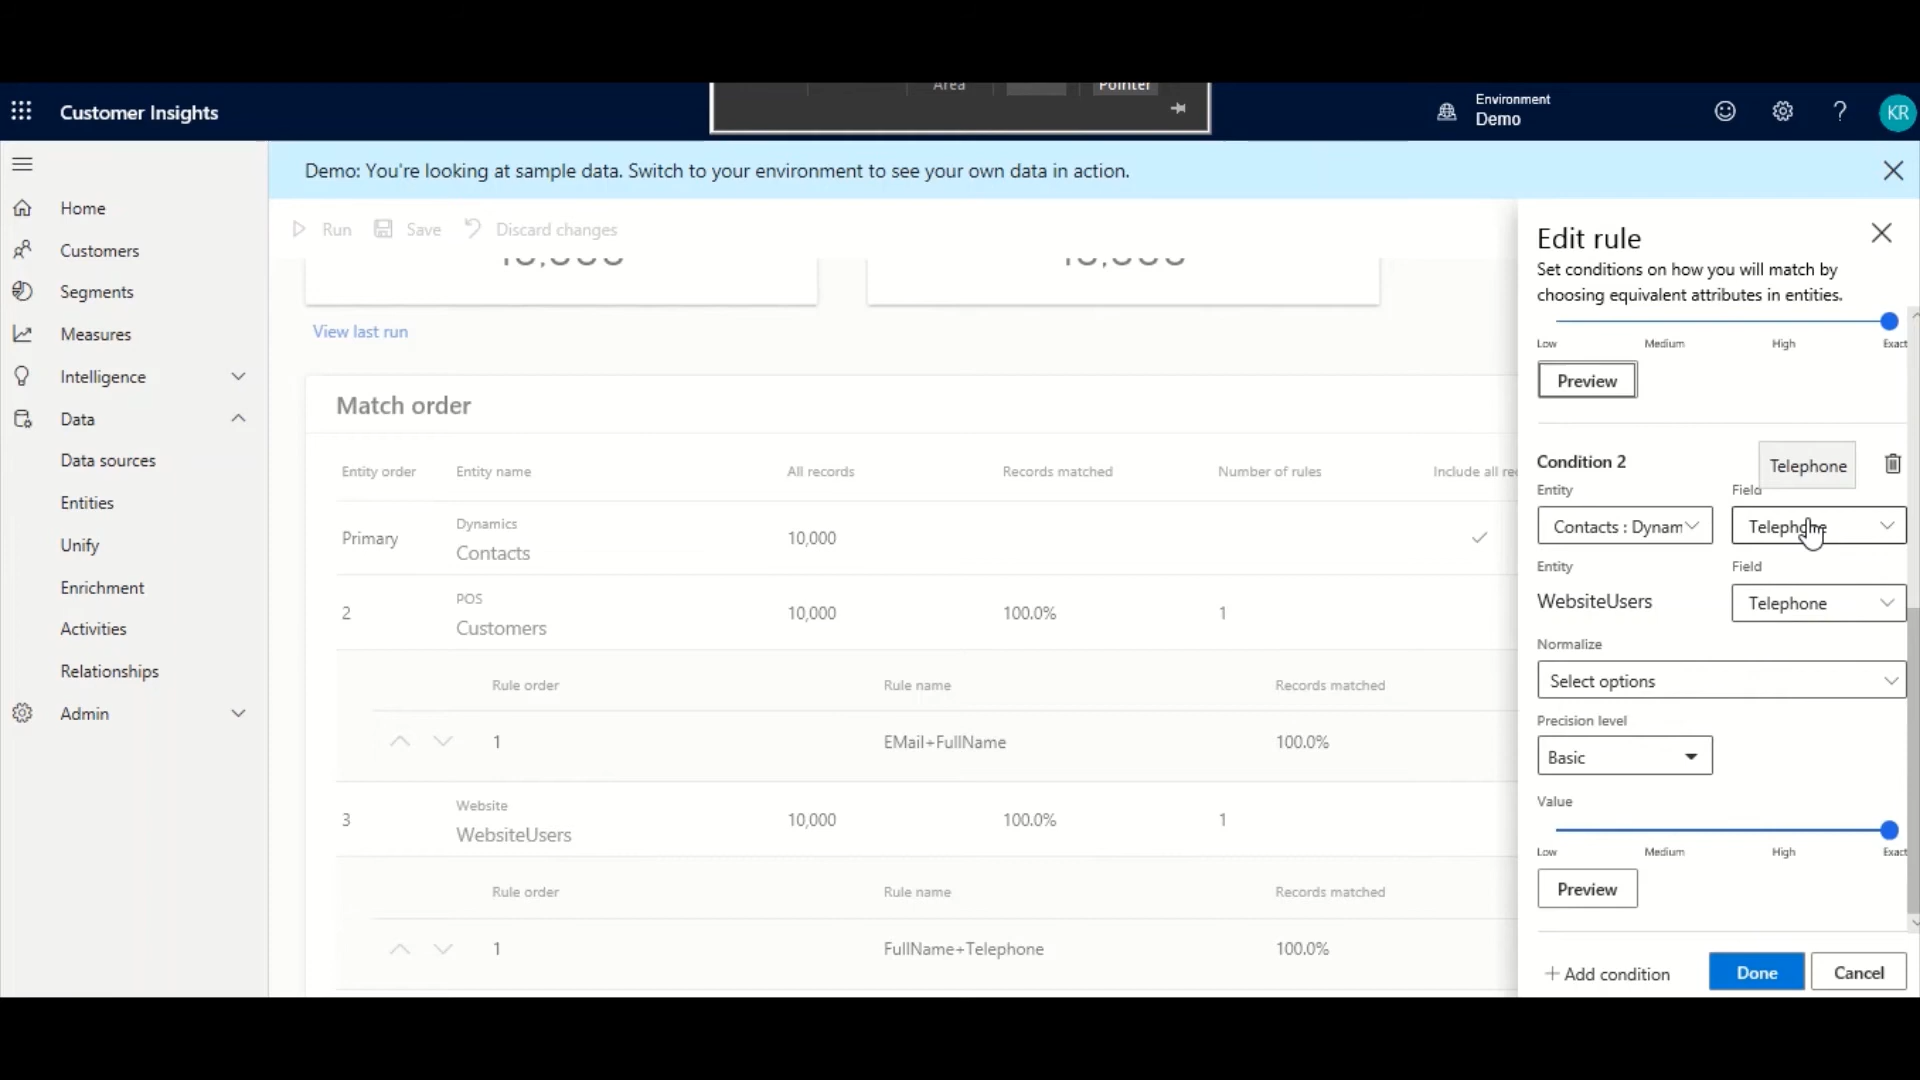 Area
Pointer
Customer Insights
Environment
Demo
?
KR
Demo: You're looking at sample data. Switch to your environment to see your own data in action.
Home
Customers
Segments
Measures
Intelligence
Data
Data sources
Entities
Unify
Enrichment
Activities
Relationships
Admin
Run
Save
Discard changes
View last run
Match order
Entity order
Entity name
All records
Records matched
Number of rules
Include all rec
Primary
Dynamics
Contacts
10,000
2
POS
Customers
10,000
100.0%
1
Rule order
Rule name
Records matched
1
EMail+FullName
100.0%
3
Website
WebsiteUsers
10,000
100.0%
1
Rule order
Rule name
Records matched
1
FullName+Telephone
100.0%
Edit rule
Set conditions on how you will match by
choosing equivalent attributes in entities.
Low
Medium
High
Exact
Preview
Condition 2
Telephone
Entity
Field
Contacts : Dynam
Telephone
Entity
Field
WebsiteUsers
Telephone
Normalize
Select options
Precision level
Basic
Value
Low
Medium
High
Exact
Preview
+ Add condition
Done
Cancel